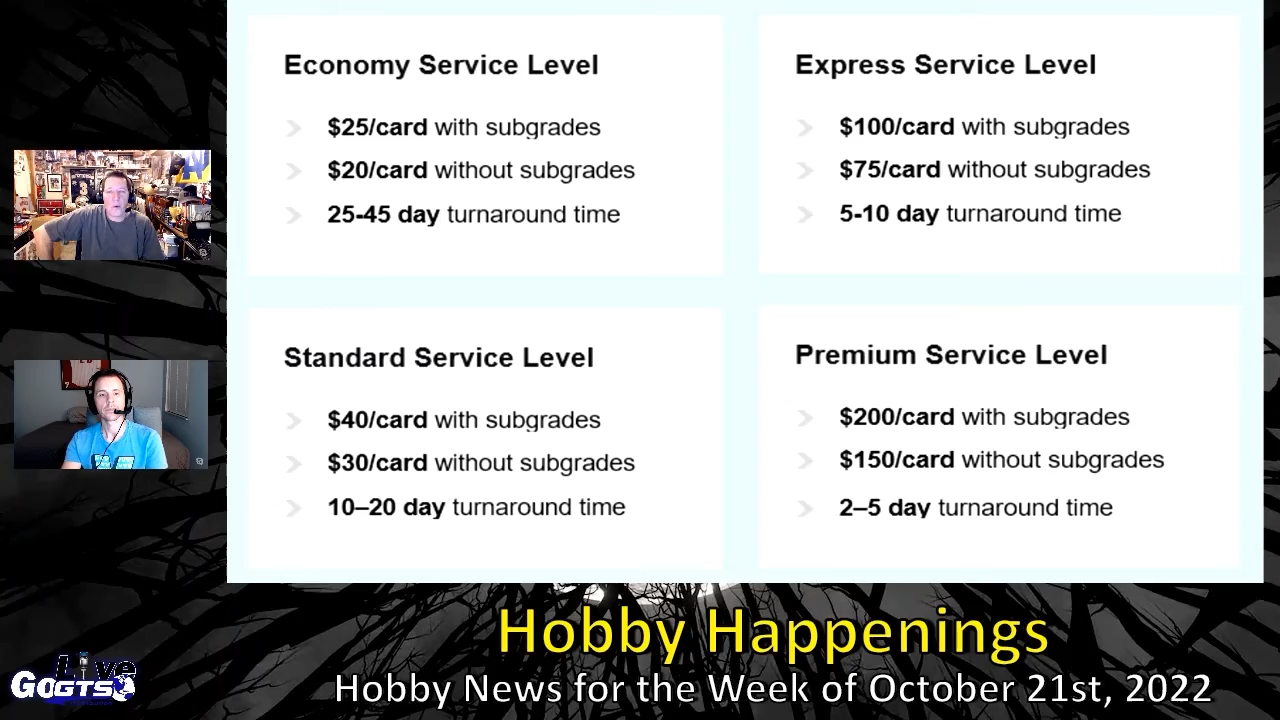 Economy Service Level
$25/card with subgrades
$20/card without subgrades
25-45 day turnaround time
Express Service Level
$100/card with subgrades
$75/card without subgrades
5-10 day turnaround time
Standard Service Level
$40/card with subgrades
$30/card without subgrades
10–20 day turnaround time
Premium Service Level
$200/card with subgrades
$150/card without subgrades
2–5 day turnaround time
Hobby Happenings
Hobby News for the Week of October 21st, 2022
Live
GoGTS